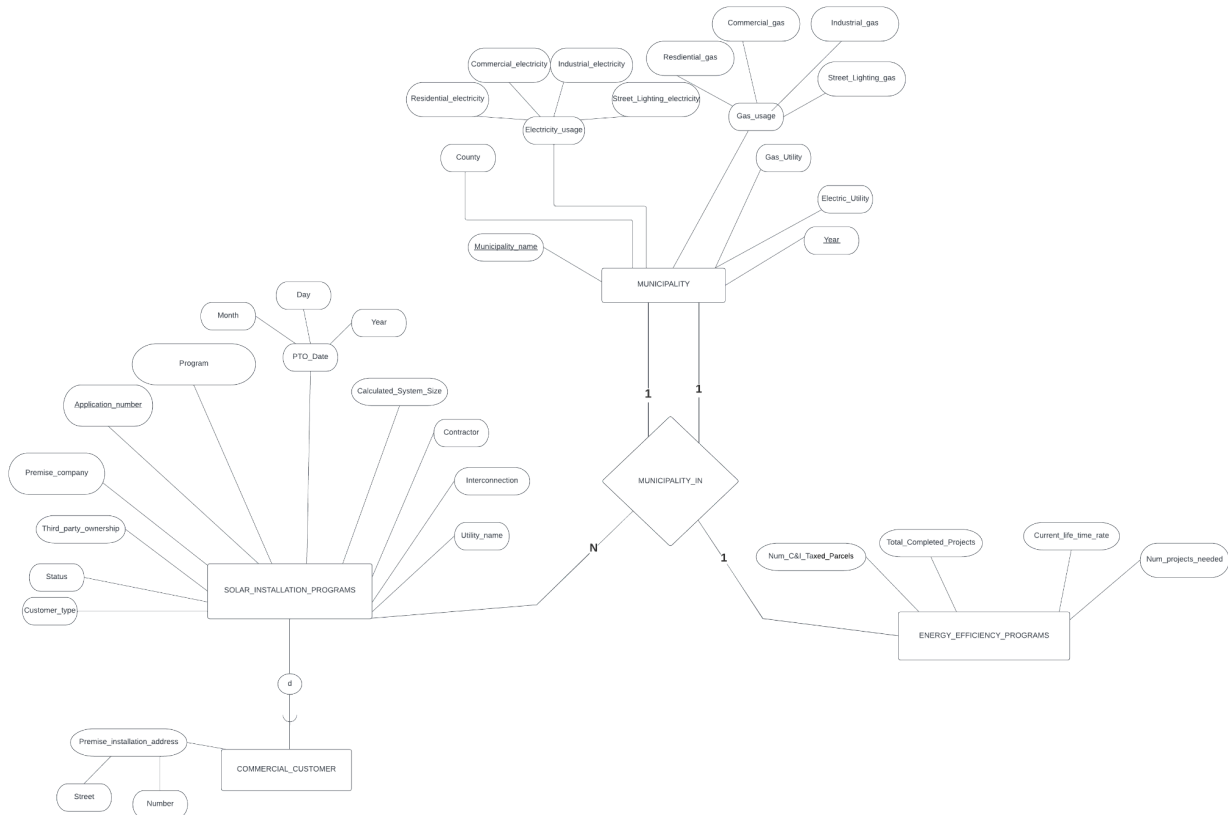 Commercial_gas
Industrial_gas
Resdiential_gas
Commercial_electricity
Industrial_electricity
Street_Lighting_gas
Residential_electricity
Street_Lighting_electricity
Gas_usage
Electricity_usage
County
Gas_Utility
Electric_Utility
Municipality_name
Year
MUNICIPALITY
Day
Month
Year
PTO_Date
Program
Calculated_System_Size
1
1
Application_number
Contractor
Premise_company
Interconnection
MUNICIPALITY_IN
Third_party_ownership
Utility_name
N
1
Num_C&I_Taxed_Parcels
Total_Completed_Projects
Current_life_time_rate
Num_projects_needed
Status
SOLAR_INSTALLATION_PROGRAMS
Customer_type
ENERGY_EFFICIENCY_PROGRAMS
d
Premise_installation_address
COMMERCIAL_CUSTOMER
Street
Number